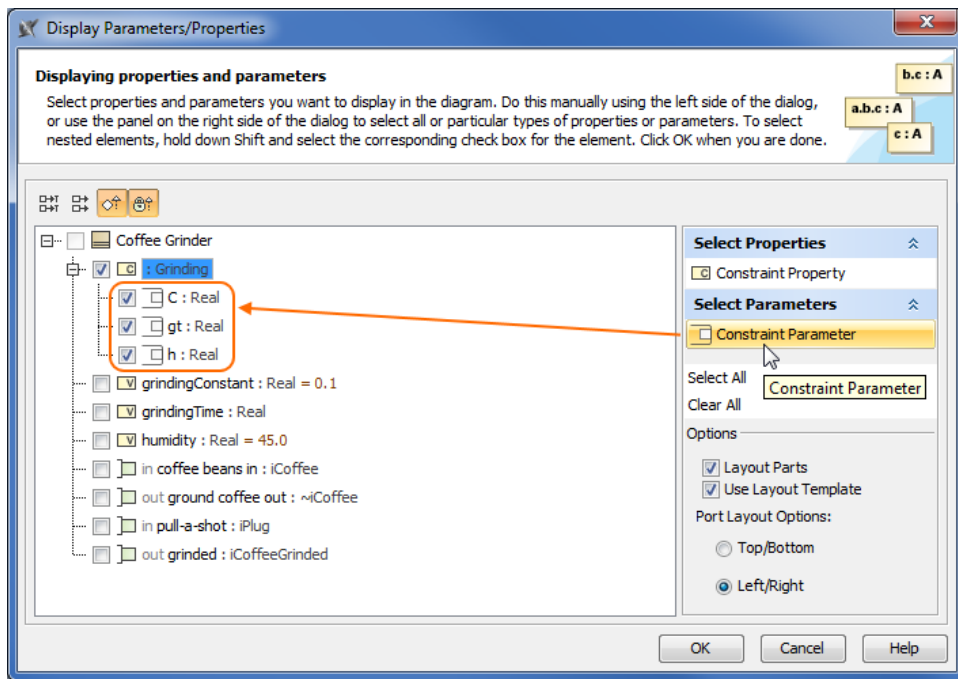 Display Parameters/Properties
Displaying properties and parameters
Select properties and parameters you want to display in the diagram. Do this manually using the left side of the dialog,
or use the panel on the right side of the dialog to select all or particular types of properties or parameters. To select
nested elements, hold down Shift and select the corresponding check box for the element. Click OK when you are done.
b.c : A
a.b.c : A
c : A
Coffee Grinder
C : Grinding
C : Real
gt : Real
h : Real
V grindingConstant : Real = 0.1
V grindingTime : Real
V humidity : Real = 45.0
in coffee beans in : iCoffee
out ground coffee out : ~iCoffee
in pull-a-shot : iPlug
out grinded : iCoffeeGrinded
Select Properties
C Constraint Property
Select Parameters
Constraint Parameter
Select All
Constraint Parameter
Clear All
Options
Layout Parts
Use Layout Template
Port Layout Options:
Top/Bottom
Left/Right
OK Cancel Help